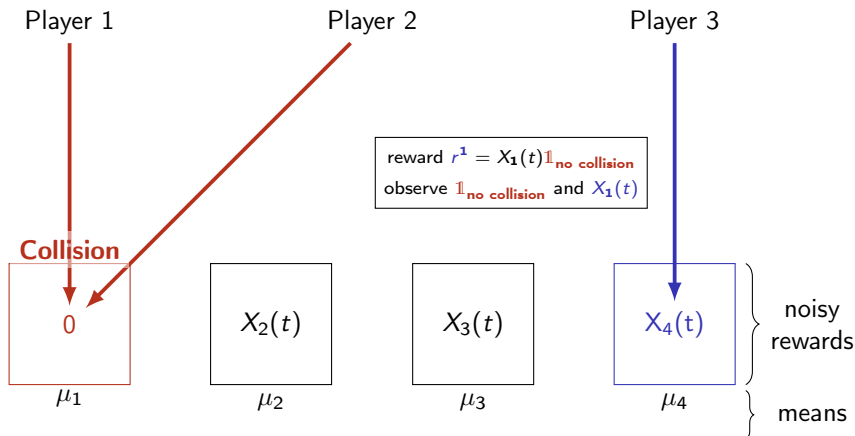 Player 1 Player 2 Player 3
reward r¹ = X₁(t)𝟙no collision
observe 𝟙no collision and X₁(t)
Collision
0 X₂(t) X₃(t) X₄(t) noisy
rewards
μ₁ μ₂ μ₃ μ₄ means